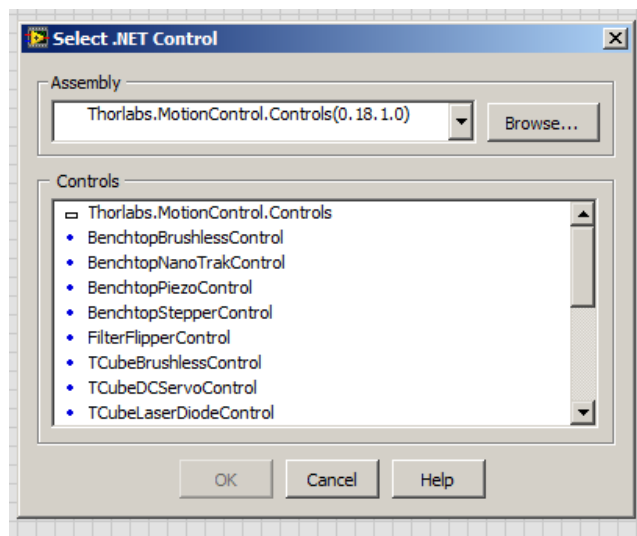 Select .NET Control
Assembly
Thorlabs.MotionControl.Controls(0.18.1.0)
Browse...
Controls
Thorlabs.MotionControl.Controls
BenchtopBrushlessControl
BenchtopNanoTrakControl
BenchtopPiezoControl
BenchtopStepperControl
FilterFlipperControl
TCubeBrushlessControl
TCubeDCServoControl
TCubeLaserDiodeControl
OK Cancel Help